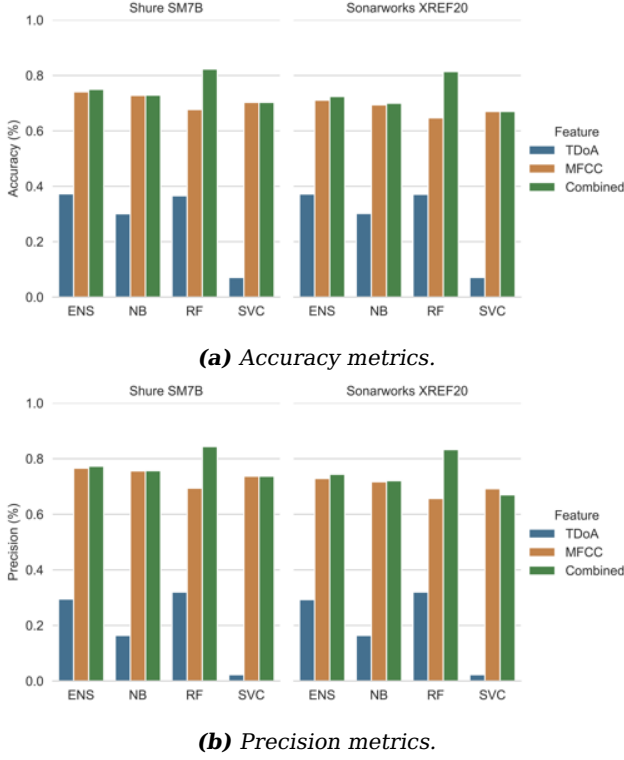 Shure SM7B Sonarworks XREF20
1.0
0.8
0.6
0.4
0.2
0.0
Accuracy (%)
ENS NB RF SVC ENS NB RF SVC
Feature
TDoA
MFCC
Combined
(a) Accuracy metrics.
Shure SM7B Sonarworks XREF20
1.0
0.8
0.6
0.4
0.2
0.0
Precision (%)
ENS NB RF SVC ENS NB RF SVC
Feature
TDoA
MFCC
Combined
(b) Precision metrics.